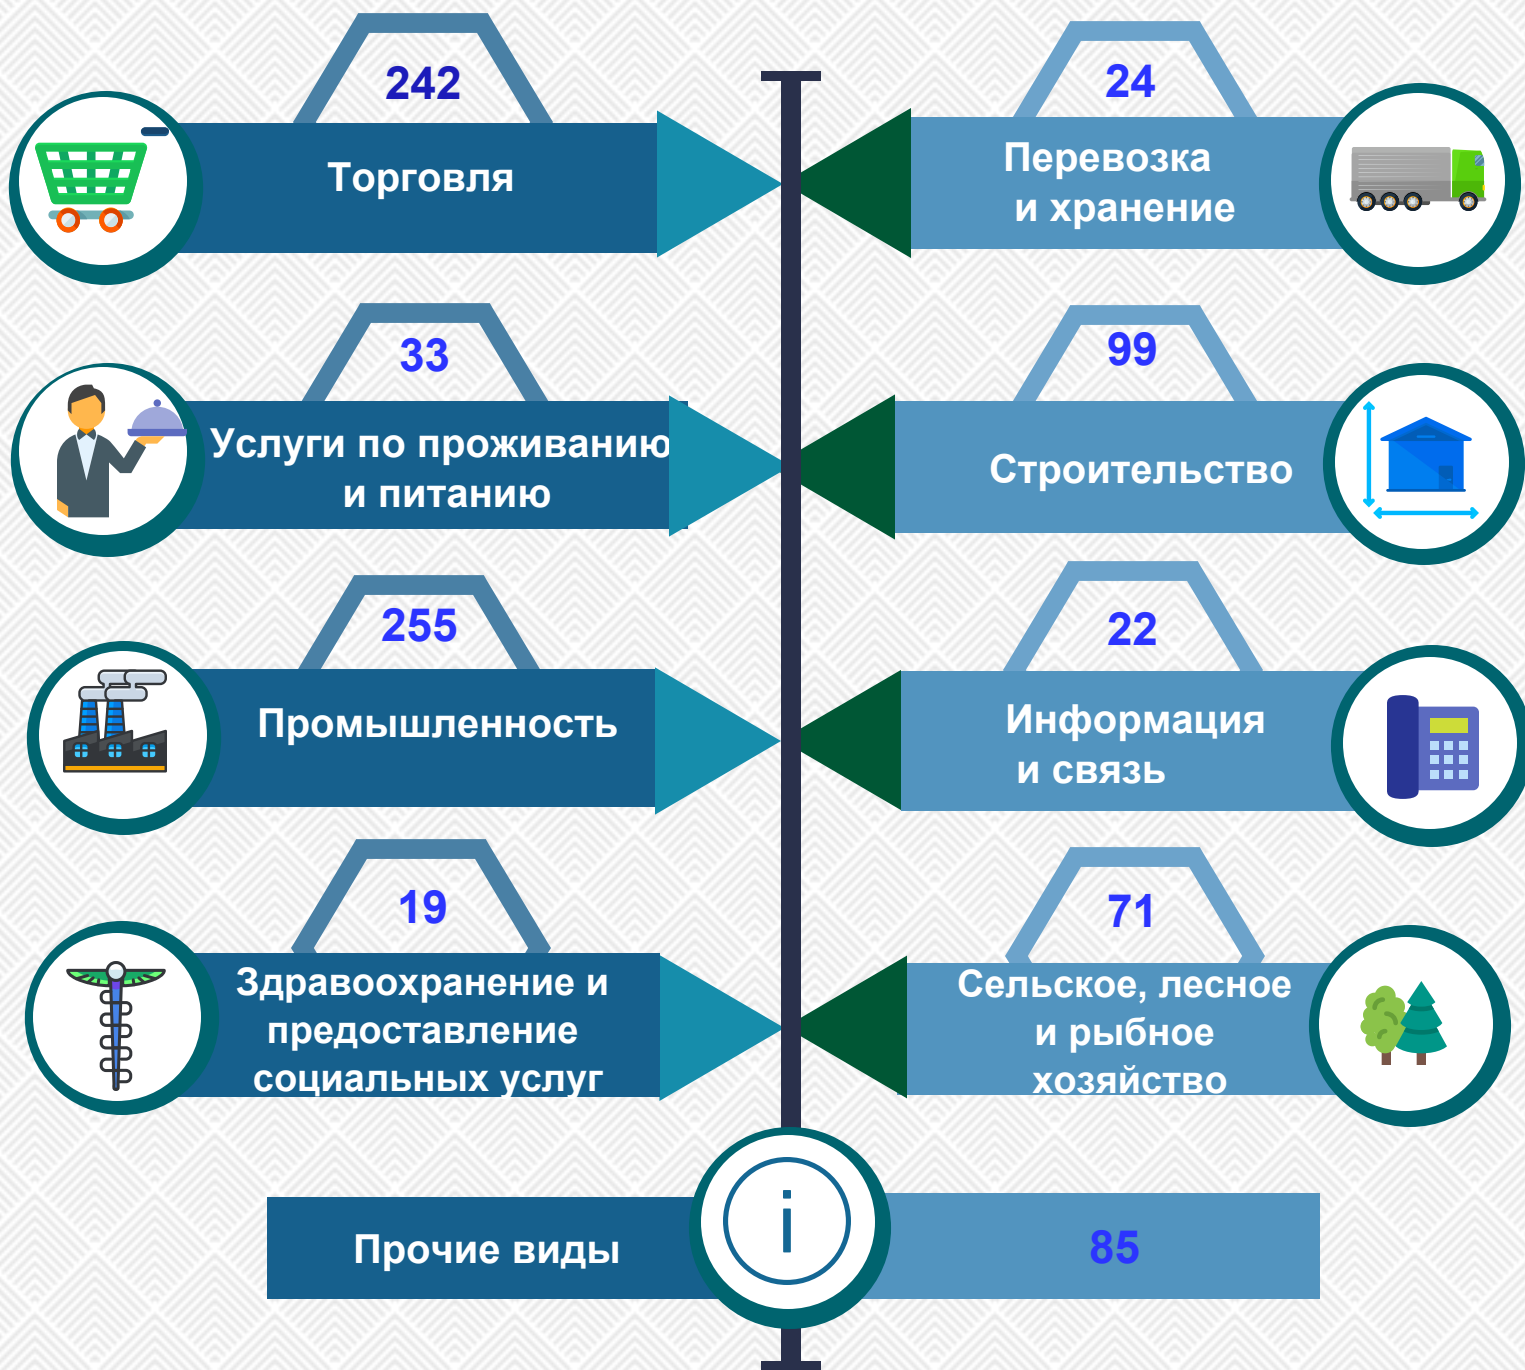 242
Торговля
24
Перевозка
и хранение
33
Услуги по проживанию
и питанию
99
Строительство
255
Промышленность
22
Информация
и связь
19
Здравоохранение и
предоставление
социальных услуг
71
Сельское, лесное
и рыбное
хозяйство
Прочие виды
i
85